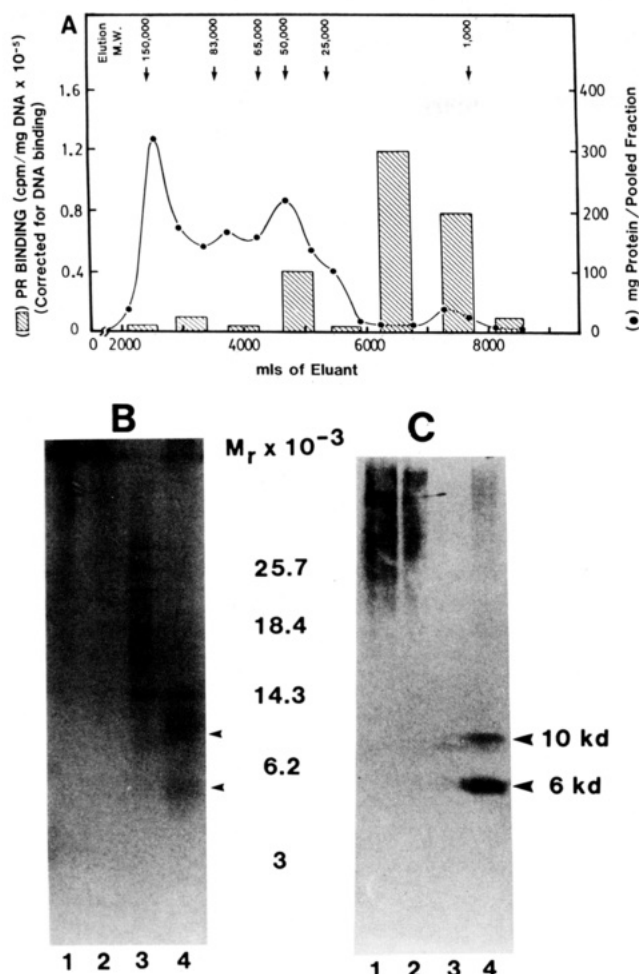 A
Elution M.W.
150,000
83,000
65,000
50,000
25,000
1,000
(▨) PR BINDING (cpm/mg DNA x 10⁻⁵)
(Corrected for DNA binding)
1.6
1.2
0.8
0.4
0
400
300
200
100
0
(●) mg Protein/Pooled Fraction
0 2000 4000 6000 8000
mls of Eluant
B
Mr x 10⁻³
C
25.7
18.4
14.3
6.2
3
10 kd
6 kd
1 2 3 4
1 2 3 4